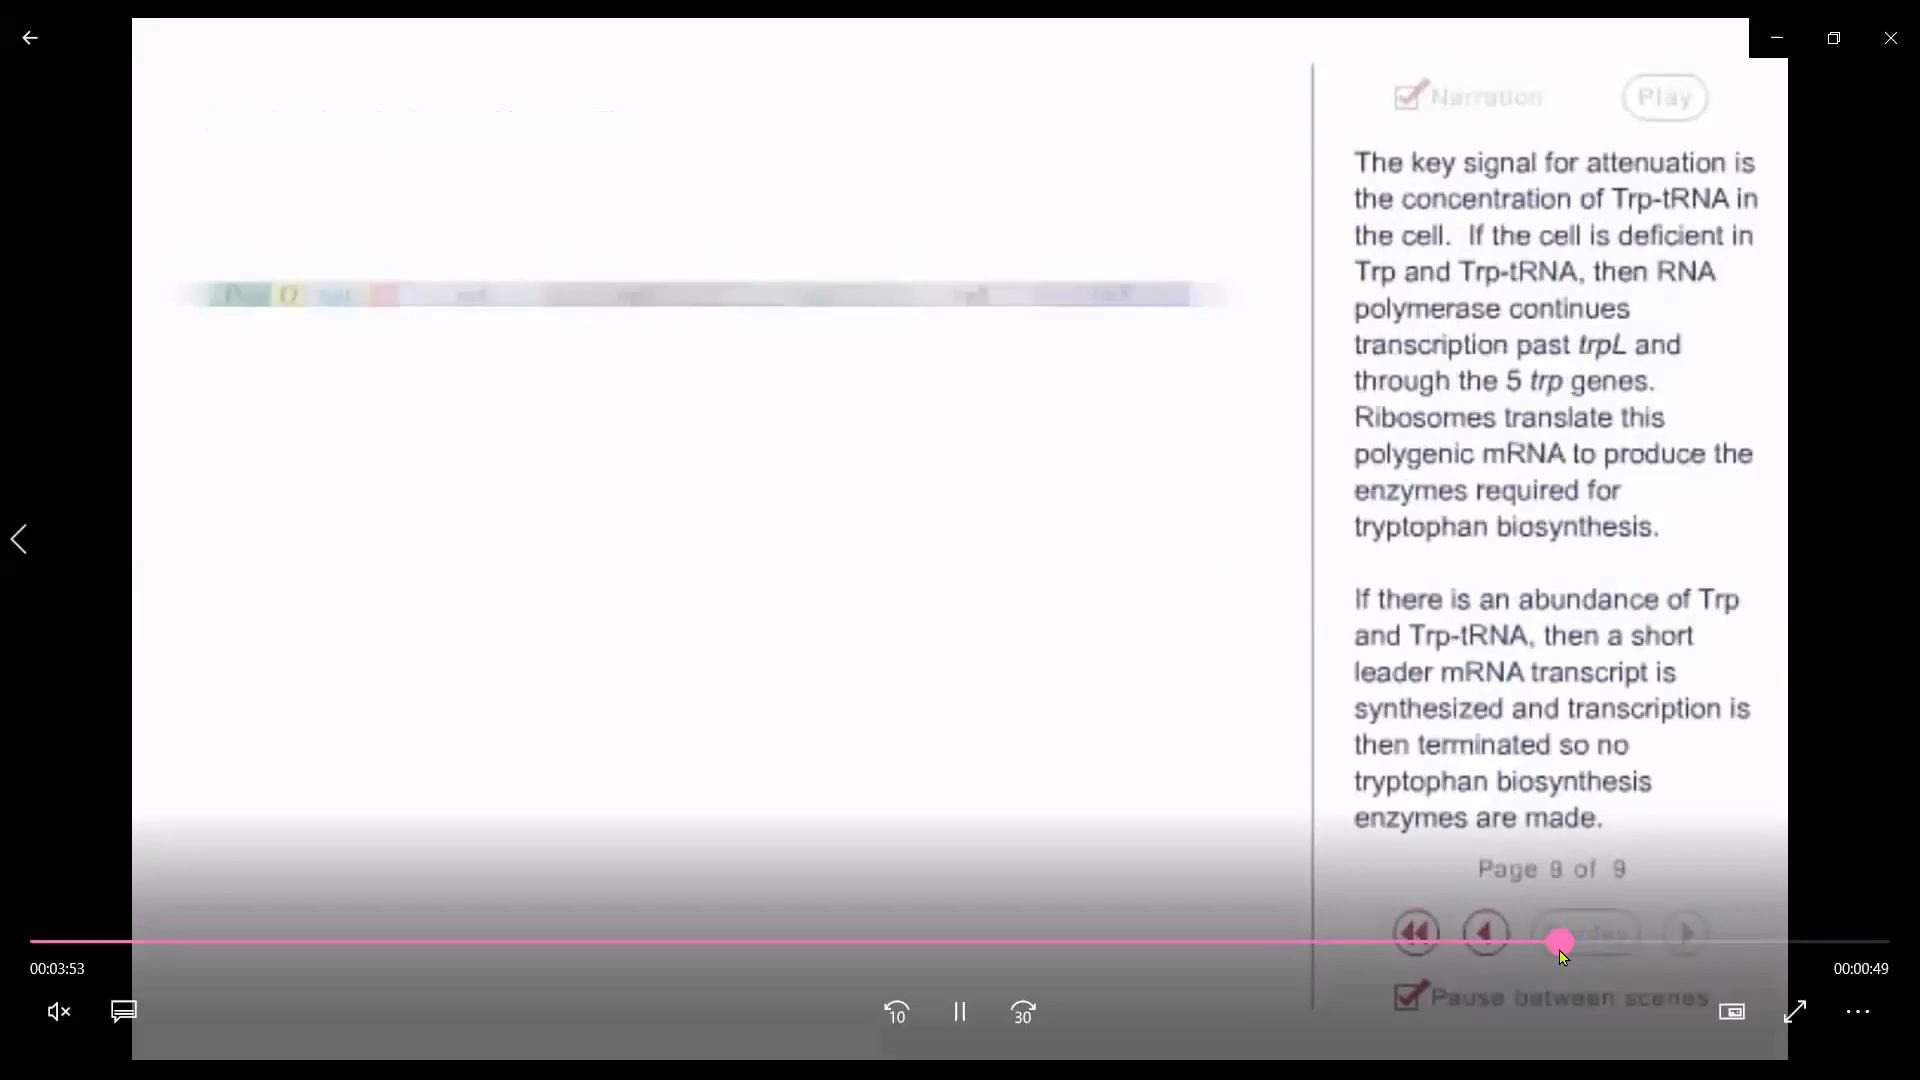 Narration
Play
The key signal for attenuation is
the concentration of Trp-tRNA in
the cell. If the cell is deficient in
Trp and Trp-tRNA, then RNA
polymerase continues
transcription past trpL and
through the 5 trp genes.
Ribosomes translate this
polygenic mRNA to produce the
enzymes required for
tryptophan biosynthesis.
If there is an abundance of Trp
and Trp-tRNA, then a short
leader mRNA transcript is
synthesized and transcription is
then terminated so no
tryptophan biosynthesis
enzymes are made.
Page 9 of 9
00:03:53
00:00:49
10
30
Pause between scenes